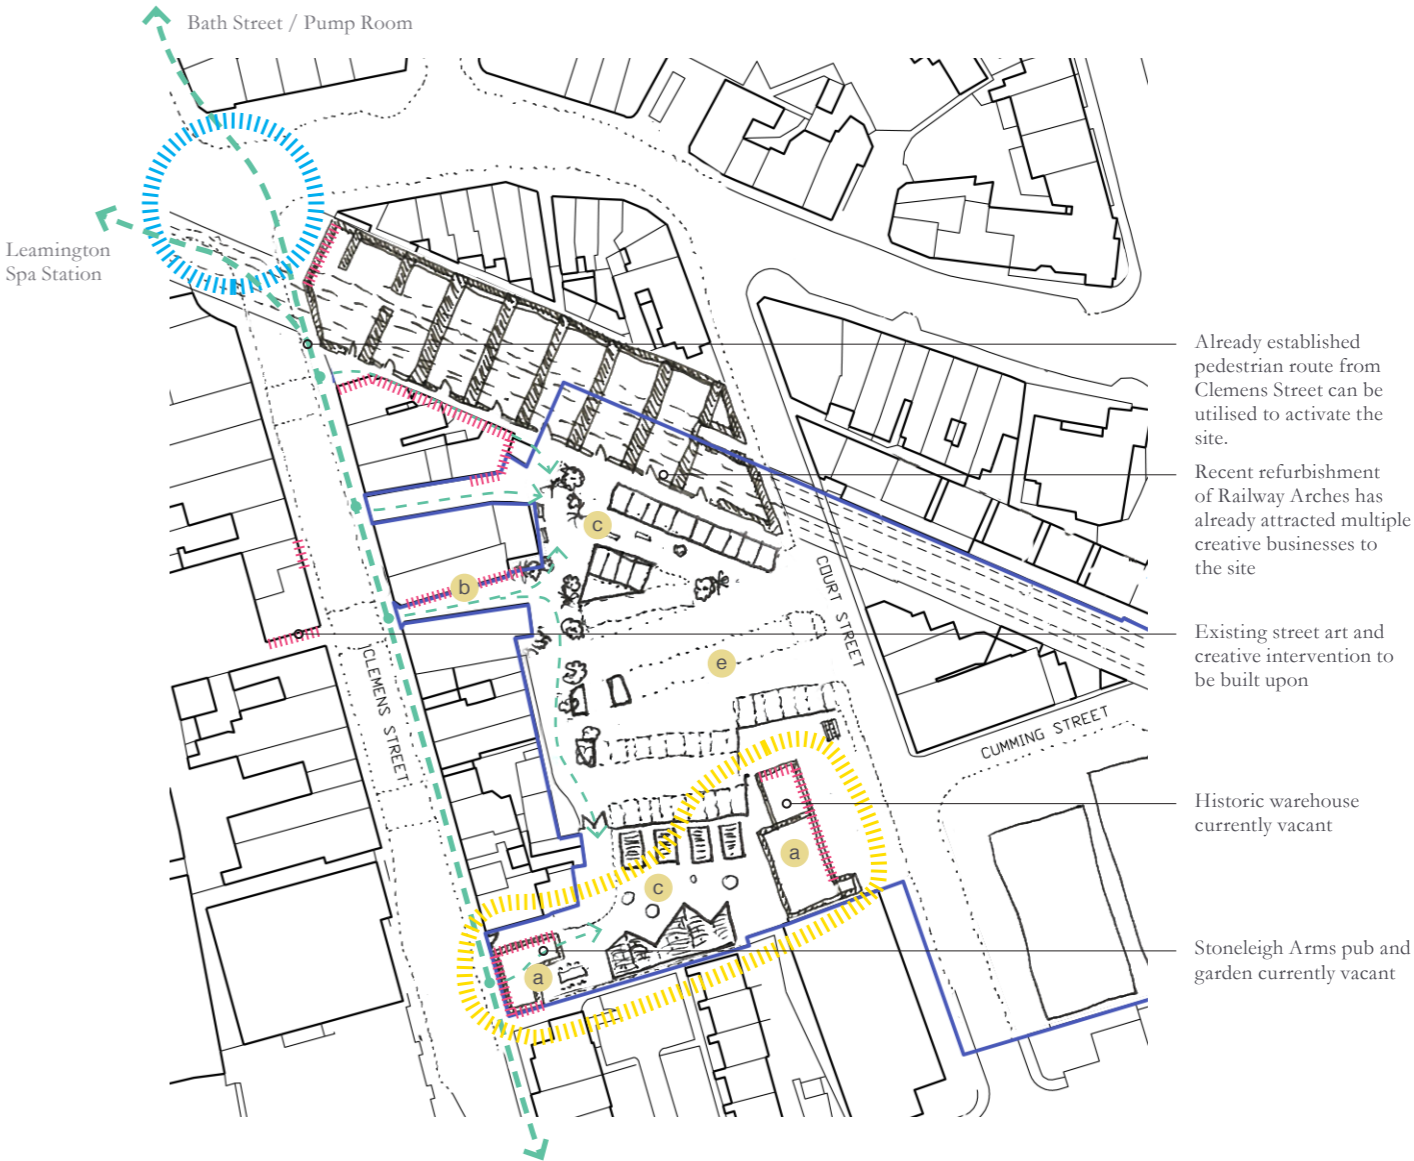 Bath Street / Pump Room
Leamington
Spa Station
Already established
pedestrian route from
Clemens Street can be
utilised to activate the
site.
Recent refurbishment
of Railway Arches has
already attracted multiple
creative businesses to
the site
Existing street art and
creative intervention to
be built upon
Historic warehouse
currently vacant
Stoneleigh Arms pub and
garden currently vacant
c
b
e
a
c
a
CLEMENS STREET
COURT STREET
CUMMING STREET